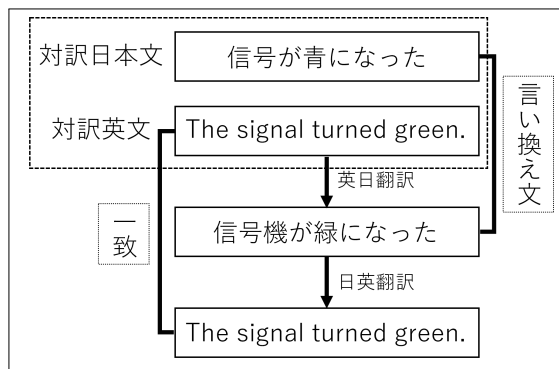 対訳日本文
信号が青になった
対訳英文
The signal turned green.
言い換え文
英日翻訳
一致
信号機が緑になった
日英翻訳
The signal turned green.